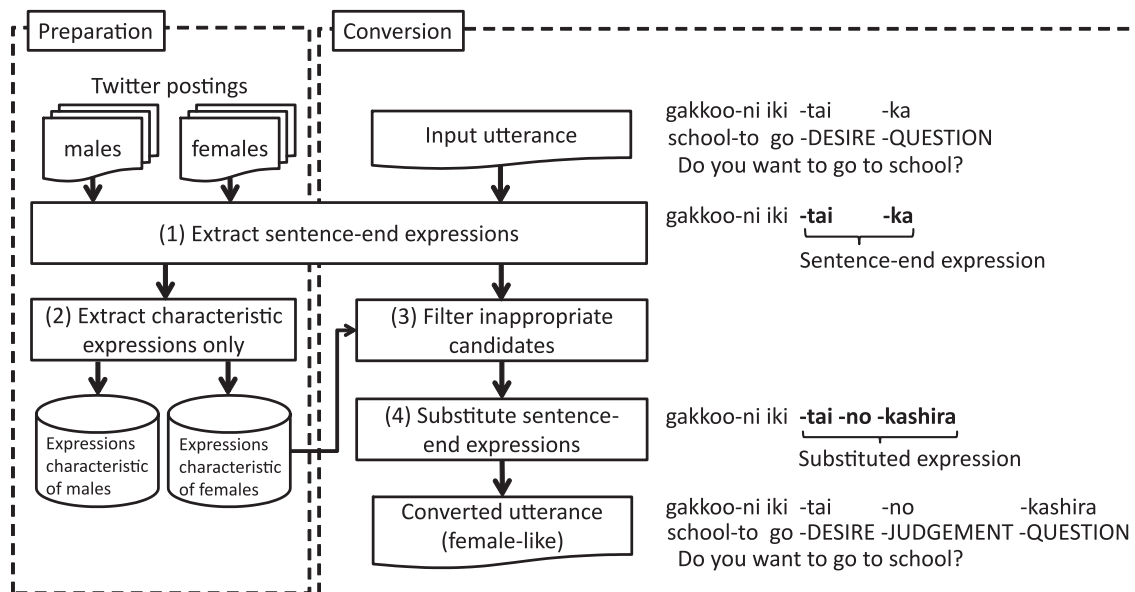 Preparation
Conversion
Twitter postings
males
females
Input utterance
gakkoo-ni iki -tai -ka
school-to go -DESIRE -QUESTION
Do you want to go to school?
(1) Extract sentence-end expressions
gakkoo-ni iki -tai -ka
Sentence-end expression
(2) Extract characteristic
expressions only
(3) Filter inappropriate
candidates
Expressions
characteristic
of males
Expressions
characteristic
of females
(4) Substitute sentence-
end expressions
gakkoo-ni iki -tai -no -kashira
Substituted expression
Converted utterance
(female-like)
gakkoo-ni iki -tai -no -kashira
school-to go -DESIRE -JUDGEMENT -QUESTION
Do you want to go to school?